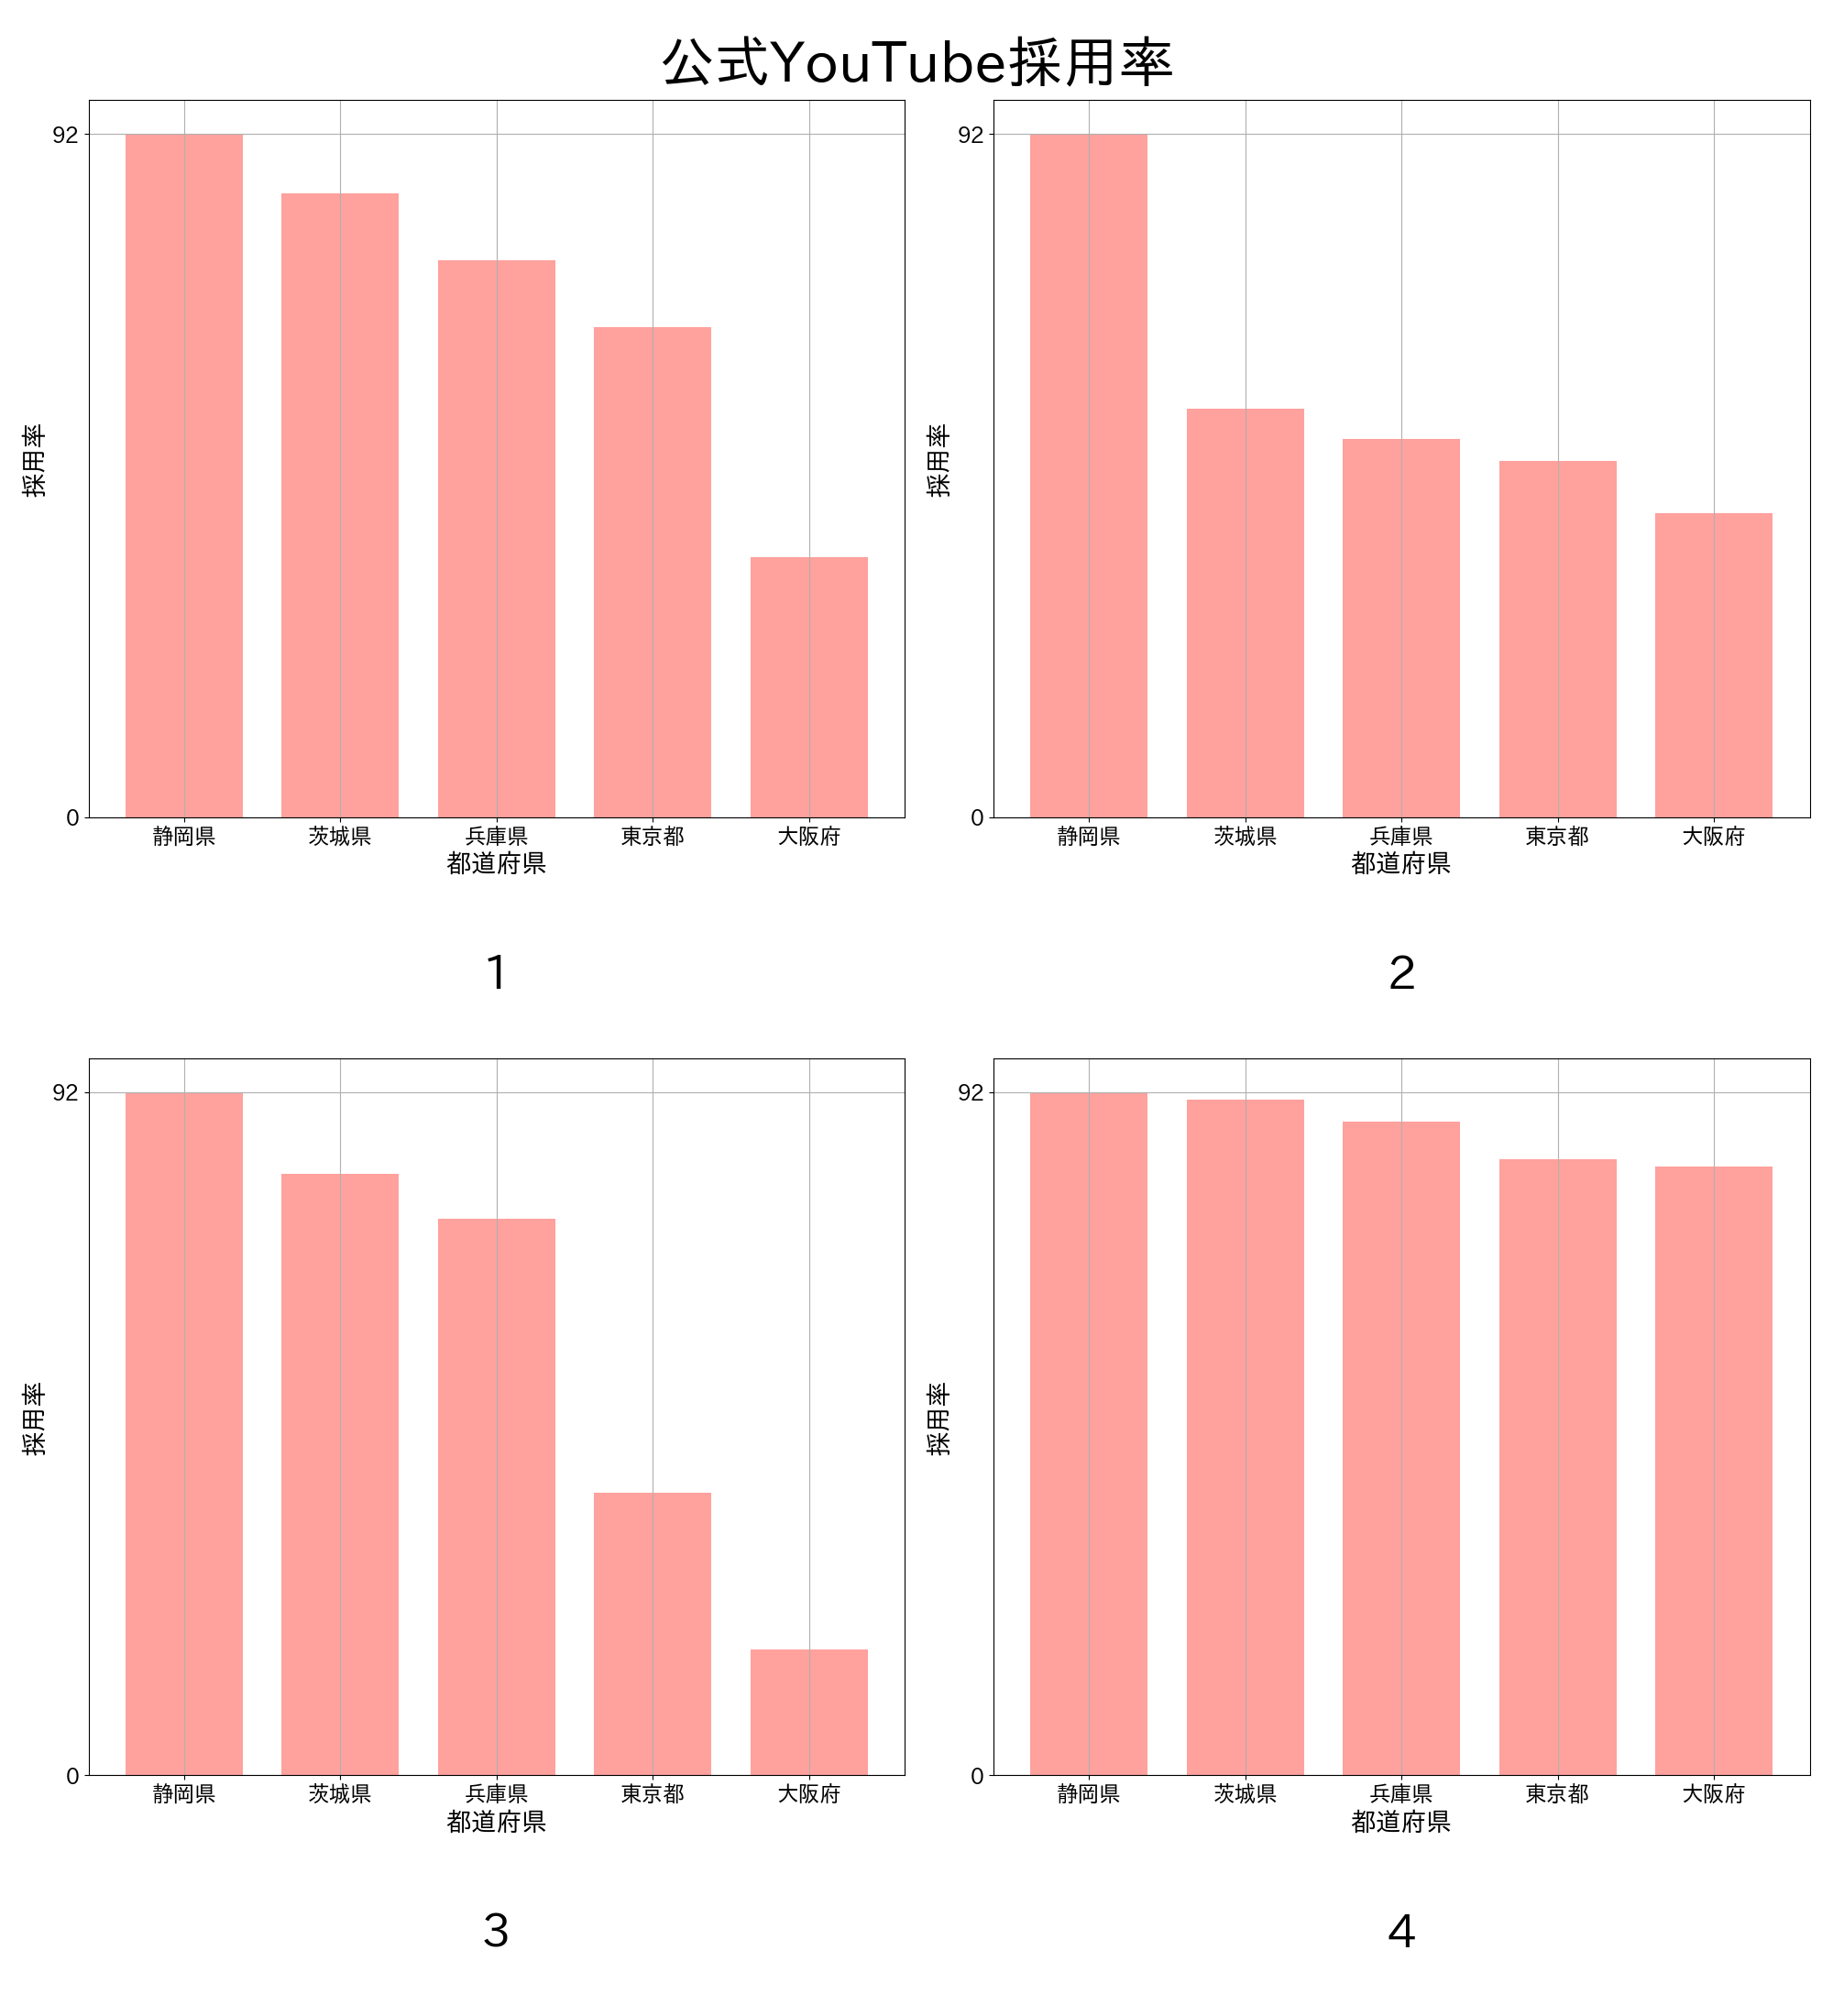 公式YouTube採用率
92
0
採用率
静岡県 茨城県 兵庫県 東京都 大阪府
都道府県
1
92
0
採用率
静岡県 茨城県 兵庫県 東京都 大阪府
都道府県
2
92
0
採用率
静岡県 茨城県 兵庫県 東京都 大阪府
都道府県
3
92
0
採用率
静岡県 茨城県 兵庫県 東京都 大阪府
都道府県
4